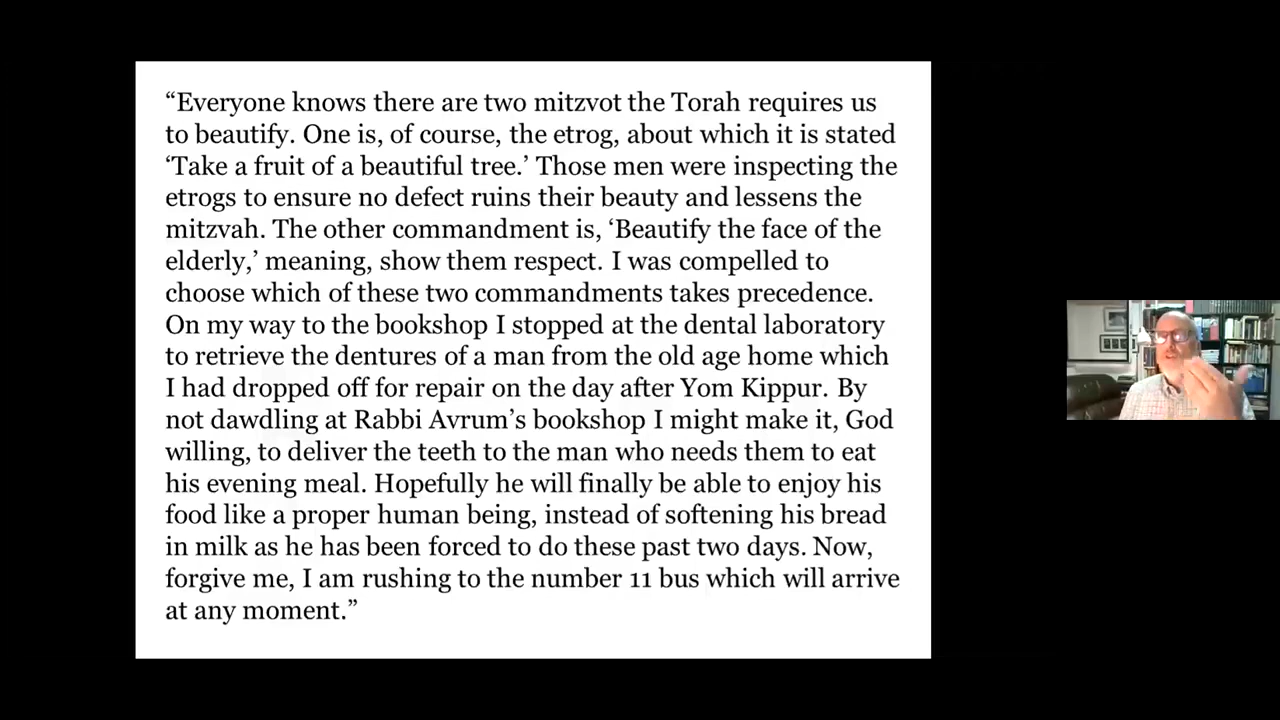 “Everyone knows there are two mitzvot the Torah requires us
to beautify. One is, of course, the etrog, about which it is stated
‘Take a fruit of a beautiful tree.’ Those men were inspecting the
etrogs to ensure no defect ruins their beauty and lessens the
mitzvah. The other commandment is, ‘Beautify the face of the
elderly,’ meaning, show them respect. I was compelled to
choose which of these two commandments takes precedence.
On my way to the bookshop I stopped at the dental laboratory
to retrieve the dentures of a man from the old age home which
I had dropped off for repair on the day after Yom Kippur. By
not dawdling at Rabbi Avrum’s bookshop I might make it, God
willing, to deliver the teeth to the man who needs them to eat
his evening meal. Hopefully he will finally be able to enjoy his
food like a proper human being, instead of softening his bread
in milk as he has been forced to do these past two days. Now,
forgive me, I am rushing to the number 11 bus which will arrive
at any moment.”